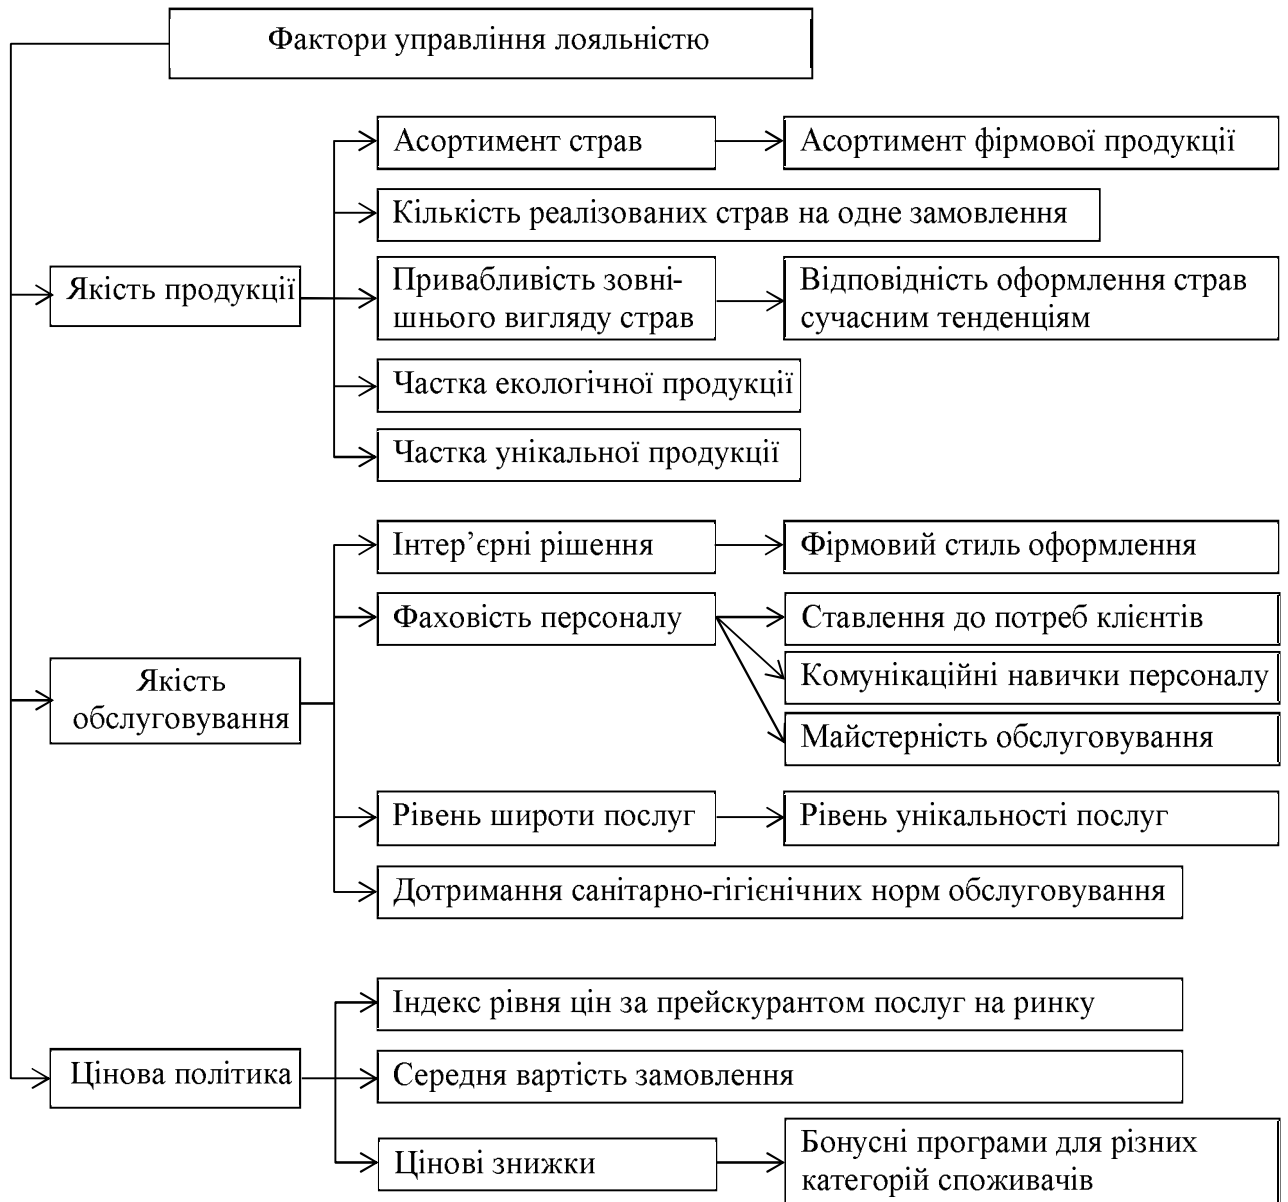 Фактори управління лояльністю
Асортимент страв
Асортимент фірмової продукції
Кількість реалізованих страв на одне замовлення
Якість продукції
Привабливість зовні-
шнього вигляду страв
Відповідність оформлення страв
сучасним тенденціям
Частка екологічної продукції
Частка унікальної продукції
Інтер’єрні рішення
Фірмовий стиль оформлення
Фаховість персоналу
Ставлення до потреб клієнтів
Комунікаційні навички персоналу
Майстерність обслуговування
Якість
обслуговування
Рівень широти послуг
Рівень унікальності послуг
Дотримання санітарно-гігієнічних норм обслуговування
Індекс рівня цін за прейскурантом послуг на ринку
Цінова політика
Середня вартість замовлення
Цінові знижки
Бонусні програми для різних
категорій споживачів